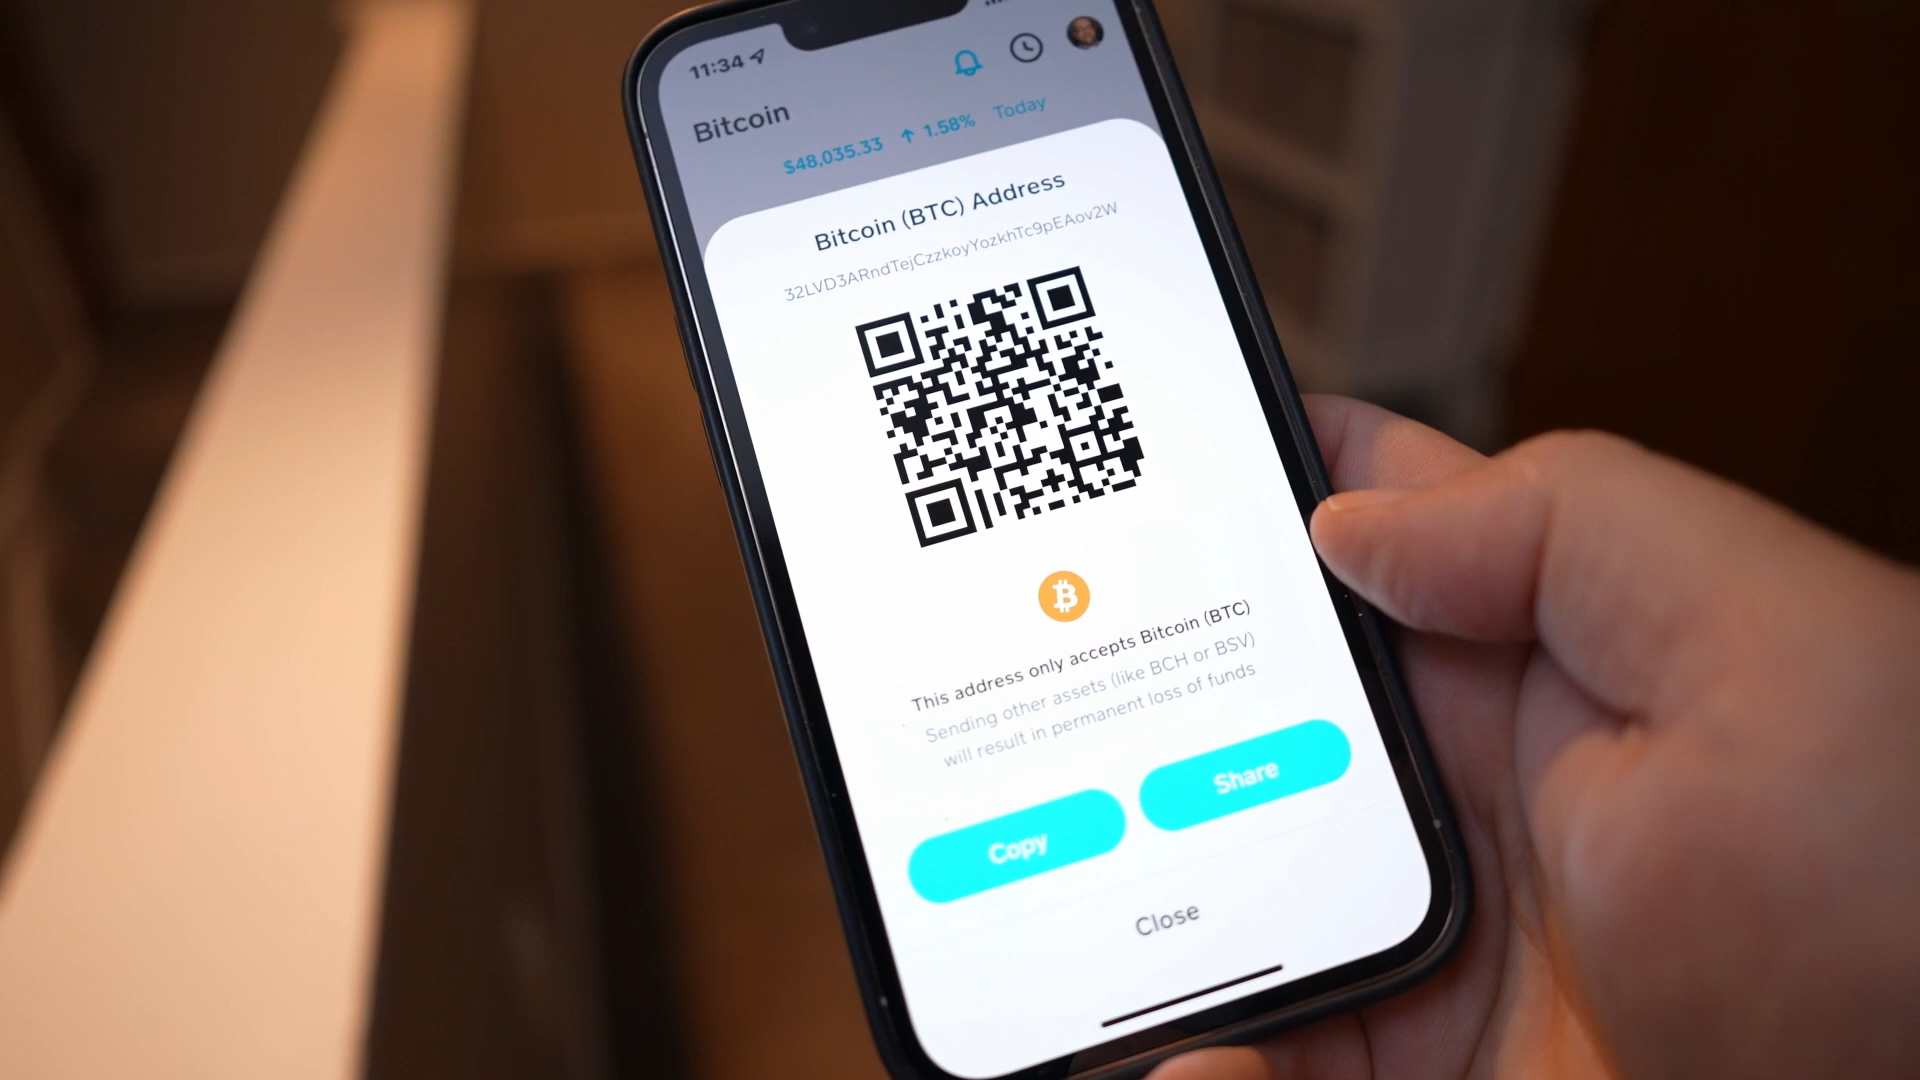 11:34
Bitcoin
$48,035.33 ↑ 1.58% Today
Bitcoin (BTC) Address
32LVD3ARndTejCzzkoyYozkhTc9pEAov2W
This address only accepts Bitcoin (BTC)
Sending other assets (like BCH or BSV)
will result in permanent loss of funds
Copy
Share
Close